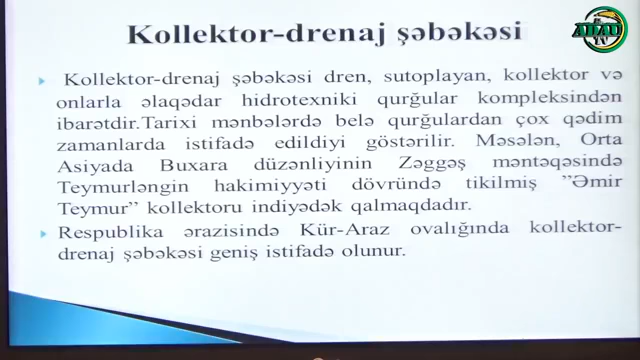 ADAU
TV
Kollektor-drenaj şəbəkəsi
Kollektor-drenaj şəbəkəsi dren, sutoplayan, kollektor və
onlarla əlaqədar hidrotexniki qurğular kompleksindən
ibarətdir.Tarixi mənbələrdə belə qurğulardan çox qədim
zamanlarda istifadə edildiyi göstərilir. Məsələn, Orta
Asiyada Buxara düzənliyinin Zəggəş məntəqəsində
Teymurləngin hakimiyyəti dövründə tikilmiş ”Əmir
Teymur” kollektoru indiyədək qalmaqdadır.
Respublika ərazisində Kür-Araz ovalığında kollektor-
drenaj şəbəkəsi geniş istifadə olunur.